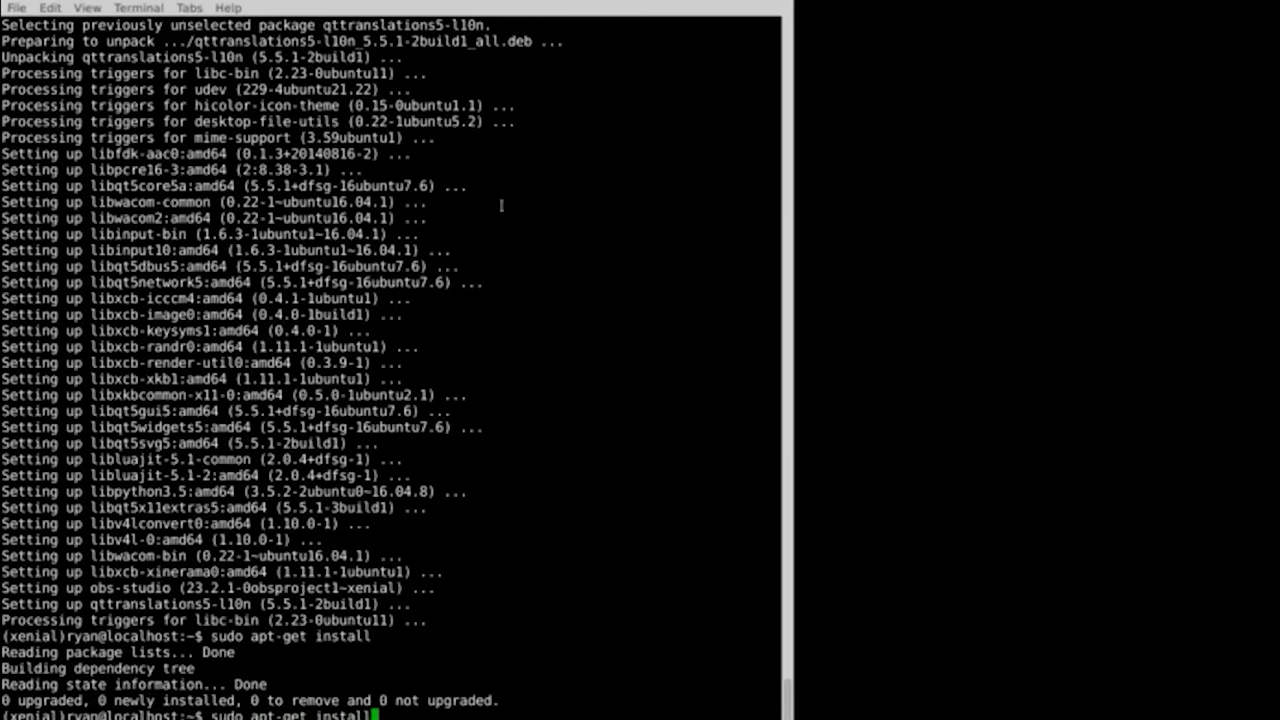 File Edit View Terminal Tabs Help
Selecting previously unselected package qttranslations5-l10n.
Preparing to unpack .../qttranslations5-l10n_5.5.1-2build1_all.deb ...
Unpacking qttranslations5-l10n (5.5.1-2build1) ...
Processing triggers for libc-bin (2.23-0ubuntu11) ...
Processing triggers for udev (229-4ubuntu21.22) ...
Processing triggers for hicolor-icon-theme (0.15-0ubuntu1.1) ...
Processing triggers for desktop-file-utils (0.22-1ubuntu5.2) ...
Processing triggers for mime-support (3.59ubuntu1) ...
Setting up libfdk-aac0:amd64 (0.1.3+20140816-2) ...
Setting up libpcre16-3:amd64 (2:8.38-3.1) ...
Setting up libqt5core5a:amd64 (5.5.1+dfsg-16ubuntu7.6) ...
Setting up libwacom-common (0.22-1~ubuntu16.04.1) ...
Setting up libwacom2:amd64 (0.22-1~ubuntu16.04.1) ...
Setting up libinput-bin (1.6.3-1ubuntu1~16.04.1) ...
Setting up libinput10:amd64 (1.6.3-1ubuntu1~16.04.1) ...
Setting up libqt5dbus5:amd64 (5.5.1+dfsg-16ubuntu7.6) ...
Setting up libqt5network5:amd64 (5.5.1+dfsg-16ubuntu7.6) ...
Setting up libxcb-icccm4:amd64 (0.4.1-1ubuntu1) ...
Setting up libxcb-image0:amd64 (0.4.0-1build1) ...
Setting up libxcb-keysyms1:amd64 (0.4.0-1) ...
Setting up libxcb-randr0:amd64 (1.11.1-1ubuntu1) ...
Setting up libxcb-render-util0:amd64 (0.3.9-1) ...
Setting up libxcb-xkb1:amd64 (1.11.1-1ubuntu1) ...
Setting up libxkbcommon-x11-0:amd64 (0.5.0-1ubuntu2.1) ...
Setting up libqt5gui5:amd64 (5.5.1+dfsg-16ubuntu7.6) ...
Setting up libqt5widgets5:amd64 (5.5.1+dfsg-16ubuntu7.6) ...
Setting up libqt5svg5:amd64 (5.5.1-2build1) ...
Setting up libluajit-5.1-common (2.0.4+dfsg-1) ...
Setting up libluajit-5.1-2:amd64 (2.0.4+dfsg-1) ...
Setting up libpython3.5:amd64 (3.5.2-2ubuntu0~16.04.8) ...
Setting up libqt5x11extras5:amd64 (5.5.1-3build1) ...
Setting up libv4lconvert0:amd64 (1.10.0-1) ...
Setting up libv4l-0:amd64 (1.10.0-1) ...
Setting up libwacom-bin (0.22-1~ubuntu16.04.1) ...
Setting up libxcb-xinerama0:amd64 (1.11.1-1ubuntu1) ...
Setting up obs-studio (23.2.1-0obsproject1~xenial) ...
Setting up qttranslations5-l10n (5.5.1-2build1) ...
Processing triggers for libc-bin (2.23-0ubuntu11) ...
(xenial)ryan@localhost:~$ sudo apt-get install
Reading package lists... Done
Building dependency tree
Reading state information... Done
0 upgraded, 0 newly installed, 0 to remove and 0 not upgraded.
(xenial)ryan@localhost:~$ sudo apt-get install